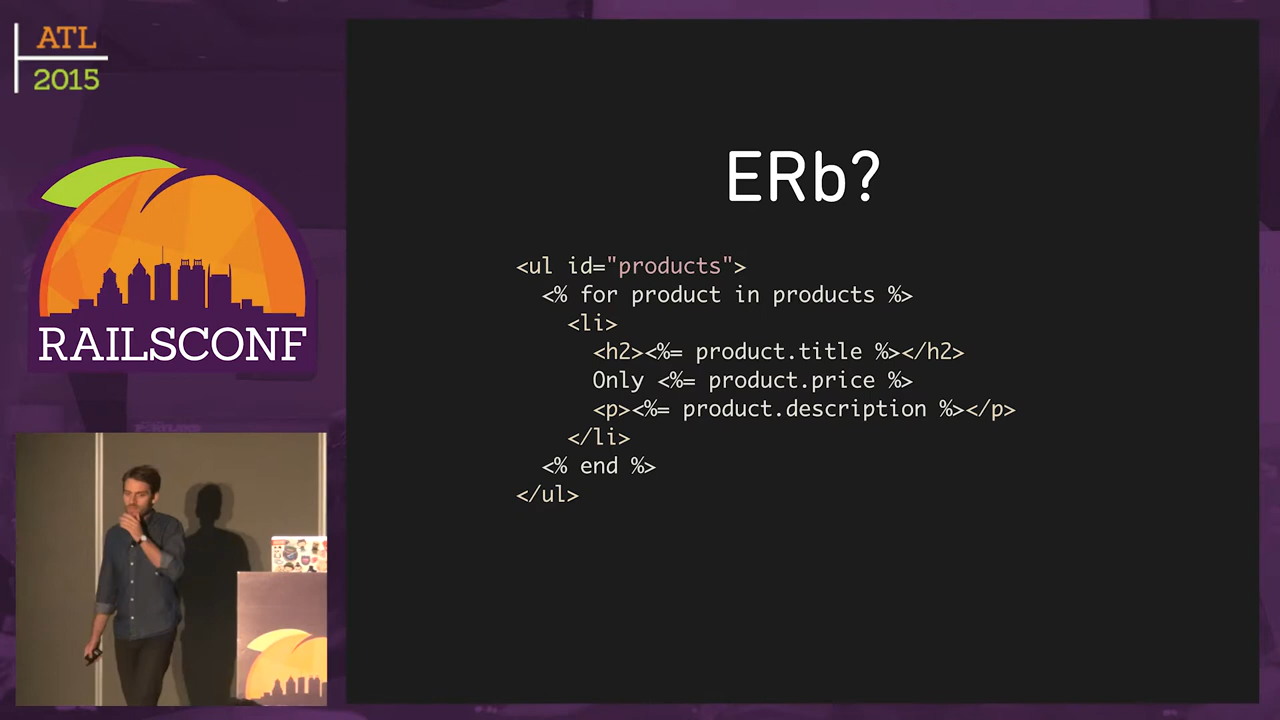 ATL
2015
RAILSCONF
ERb?
<ul id="products">
  <% for product in products %>
    <li>
      <h2><%= product.title %></h2>
      Only <%= product.price %>
      <p><%= product.description %></p>
    </li>
  <% end %>
</ul>